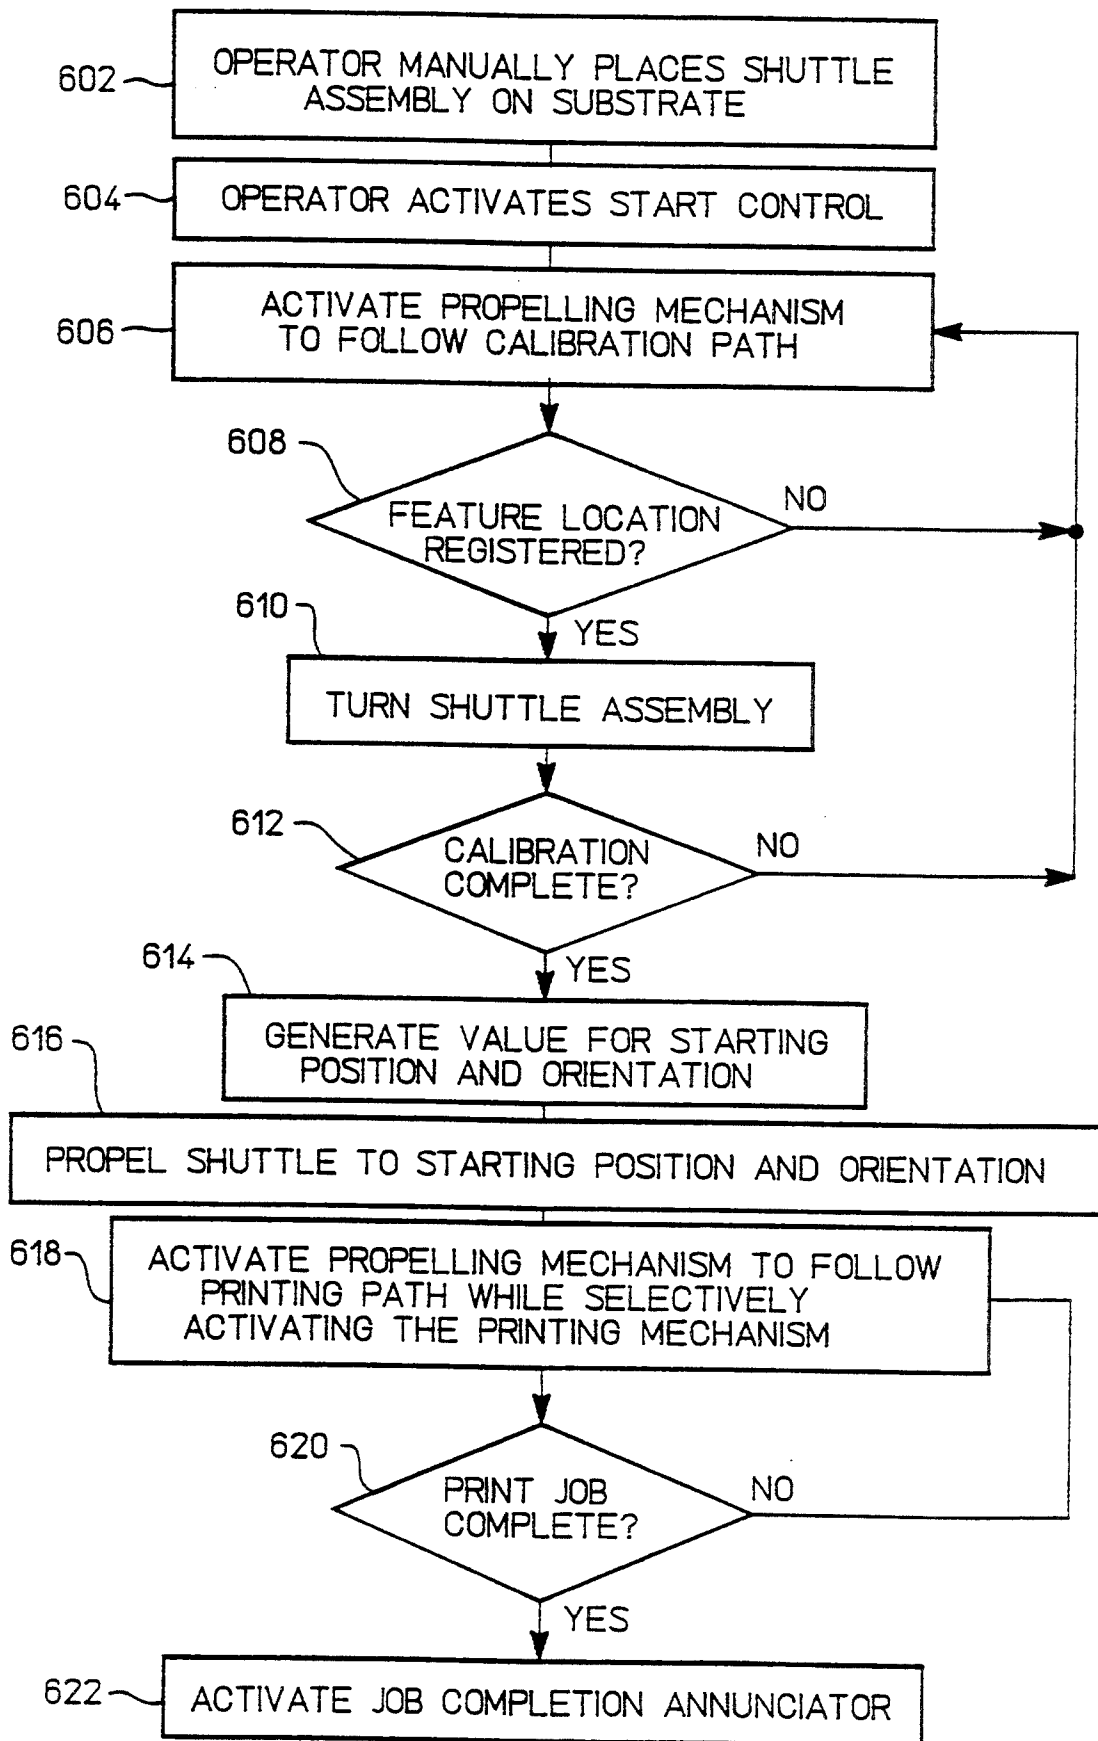 602
OPERATOR MANUALLY PLACES SHUTTLE
ASSEMBLY ON SUBSTRATE
604
OPERATOR ACTIVATES START CONTROL
606
ACTIVATE PROPELLING MECHANISM
TO FOLLOW CALIBRATION PATH
608
FEATURE LOCATION
REGISTERED?
NO
YES
610
TURN SHUTTLE ASSEMBLY
612
CALIBRATION
COMPLETE?
NO
YES
614
GENERATE VALUE FOR STARTING
POSITION AND ORIENTATION
616
PROPEL SHUTTLE TO STARTING POSITION AND ORIENTATION
618
ACTIVATE PROPELLING MECHANISM TO FOLLOW
PRINTING PATH WHILE SELECTIVELY
ACTIVATING THE PRINTING MECHANISM
620
PRINT JOB
COMPLETE?
NO
YES
622
ACTIVATE JOB COMPLETION ANNUNCIATOR